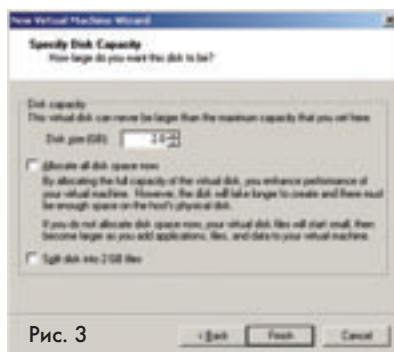 New Virtual Machine Wizard
Specify Disk Capacity
How large do you want this disk to be?
Disk capacity
This virtual disk can never be larger than the maximum capacity that you set here.
Disk size (GB):
Allocate all disk space now
By allocating the full capacity of the virtual disk, you enhance performance of
your virtual machine. However, the disk will take longer to create and there must
be enough space on the host's physical disk.
If you do not allocate disk space now, your virtual disk files will start small, then
become larger as you add applications, files, and data to your virtual machine.
Split disk into 2 GB files
Рис. 3
< Back Finish Cancel